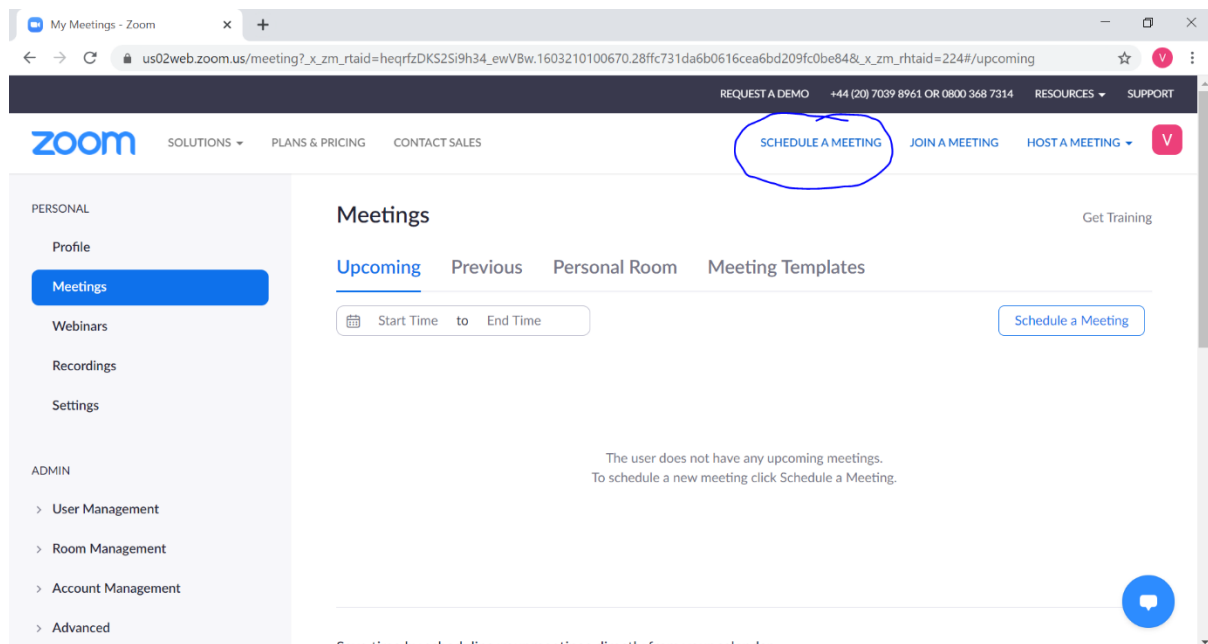 My Meetings - Zoom
us02web.zoom.us/meeting?_x_zm_rtaid=heqrfzDKS2Si9h34_ewVBw.1603210100670.28ffc731da6b0616cea6bd209fc0be84&_x_zm_rhtaid=224#/upcoming V
REQUEST A DEMO +44 (20) 7039 8961 OR 0800 368 7314 RESOURCES SUPPORT
zoom SOLUTIONS PLANS & PRICING CONTACT SALES SCHEDULE A MEETING JOIN A MEETING HOST A MEETING V
PERSONAL
Profile
Meetings
Webinars
Recordings
Settings
ADMIN
User Management
Room Management
Account Management
Advanced
Meetings Get Training
Upcoming Previous Personal Room Meeting Templates
Start Time to End Time Schedule a Meeting
The user does not have any upcoming meetings.
To schedule a new meeting click Schedule a Meeting.